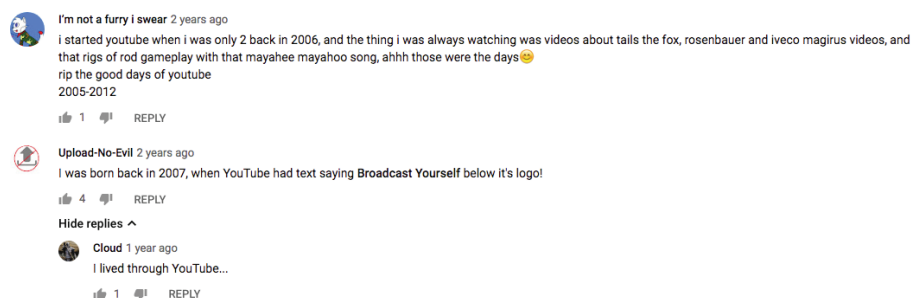 I'm not a furry i swear 2 years ago
i started youtube when i was only 2 back in 2006, and the thing i was always watching was videos about tails the fox, rosenbauer and iveco magirus videos, and
that rigs of rod gameplay with that mayahee mayahoo song, ahhh those were the days😊
rip the good days of youtube
2005-2012
1 REPLY
Upload-No-Evil 2 years ago
I was born back in 2007, when YouTube had text saying Broadcast Yourself below it's logo!
4 REPLY
Hide replies
Cloud 1 year ago
I lived through YouTube...
1 REPLY